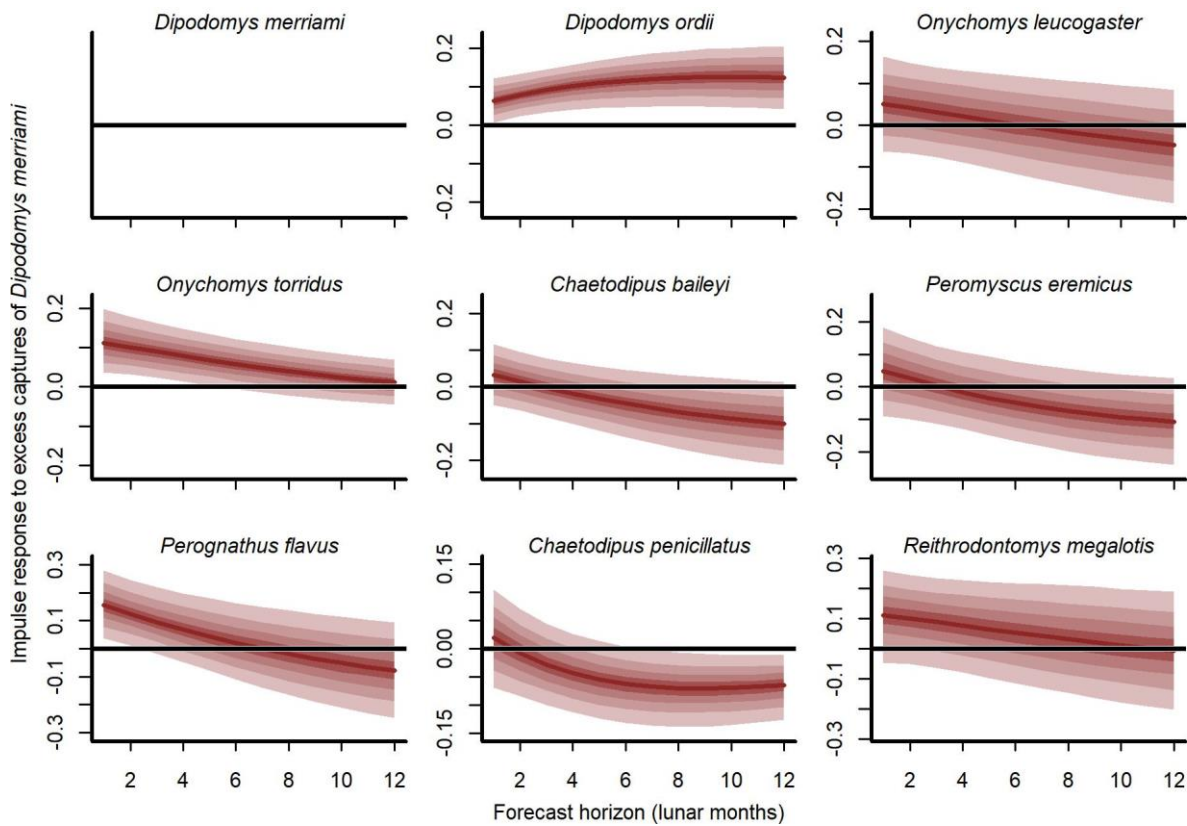 Dipodomys merriami
Dipodomys ordii
Onychomys leucogaster
0.2
0.0
-0.2
0.2
0.0
-0.2
Onychomys torridus
Chaetodipus baileyi
Peromyscus eremicus
0.2
0.0
-0.2
0.2
0.0
-0.2
0.2
0.0
-0.2
Perognathus flavus
Chaetodipus penicillatus
Reithrodontomys megalotis
0.3
0.1
-0.1
-0.3
0.15
0.00
-0.15
0.3
0.1
-0.1
-0.3
2 4 6 8 10 12
2 4 6 8 10 12
2 4 6 8 10 12
Impulse response to excess captures of Dipodomys merriami
Forecast horizon (lunar months)